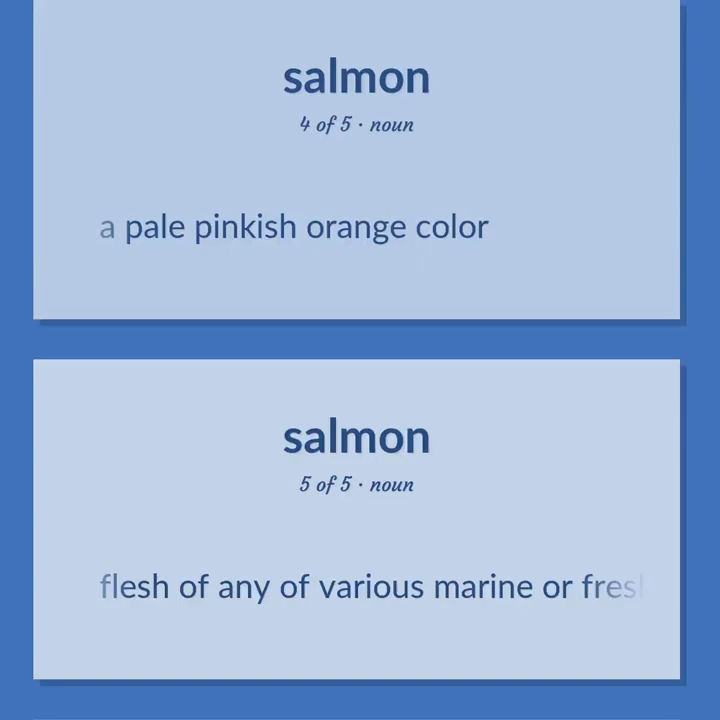 salmon
4 of 5 · noun
a pale pinkish orange color
salmon
5 of 5 · noun
flesh of any of various marine or